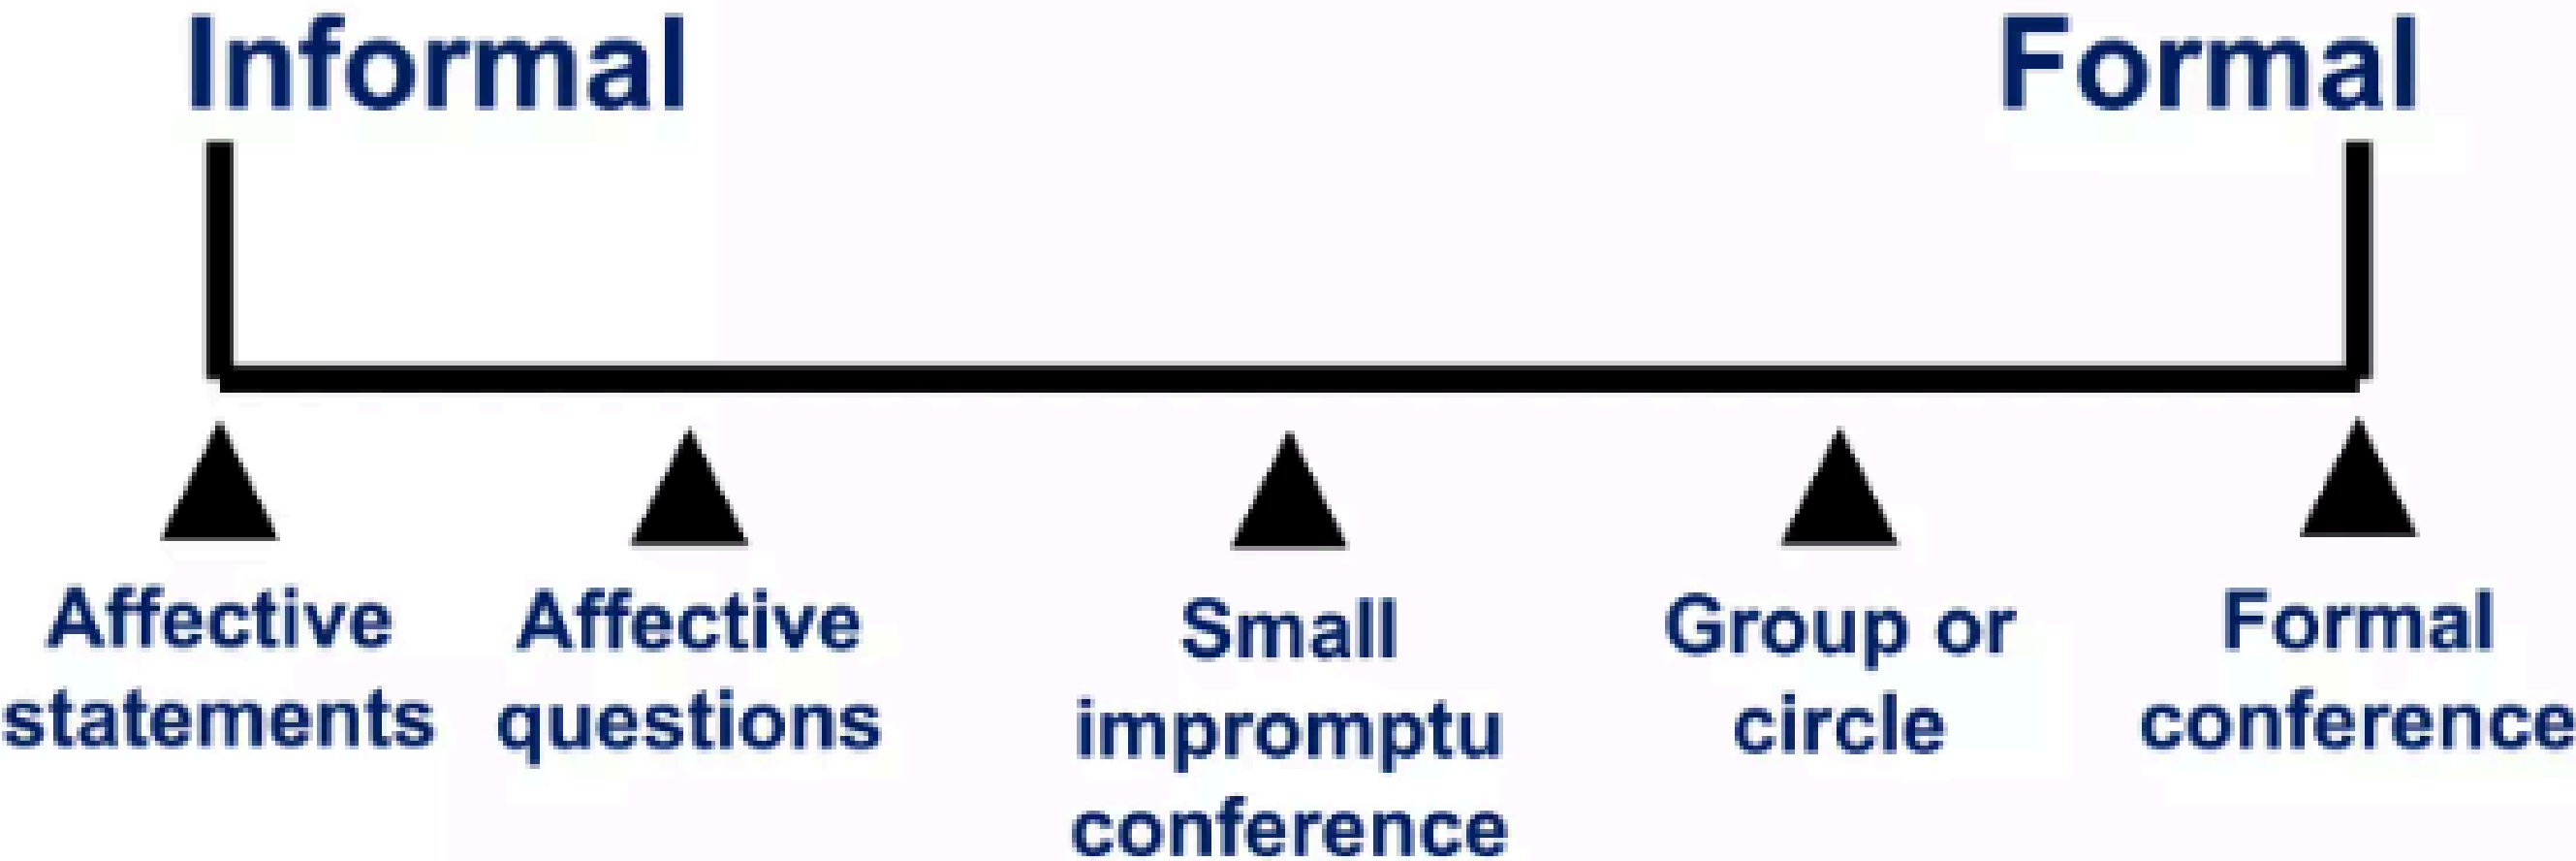 Informal
Formal
Affective
statements
Affective
questions
Small
impromptu
conference
Group or
circle
Formal
conference